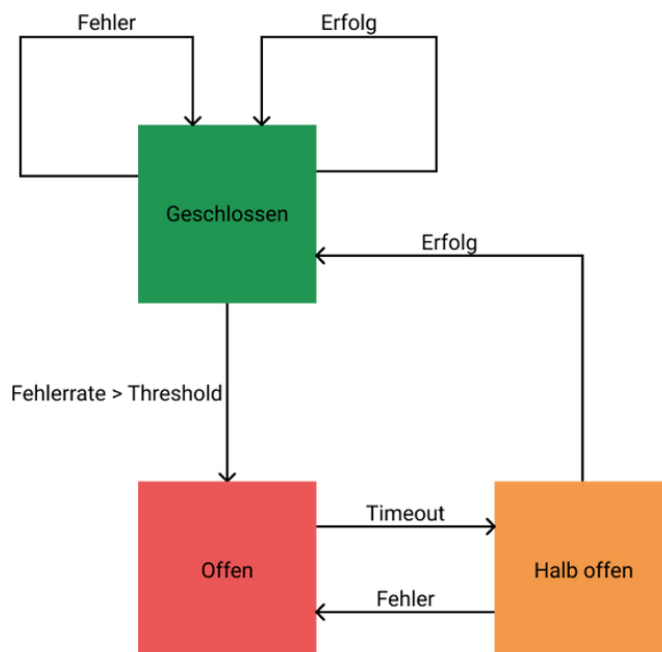 Fehler
Erfolg
Geschlossen
Erfolg
Fehlerrate > Threshold
Timeout
Offen
Halb offen
Fehler